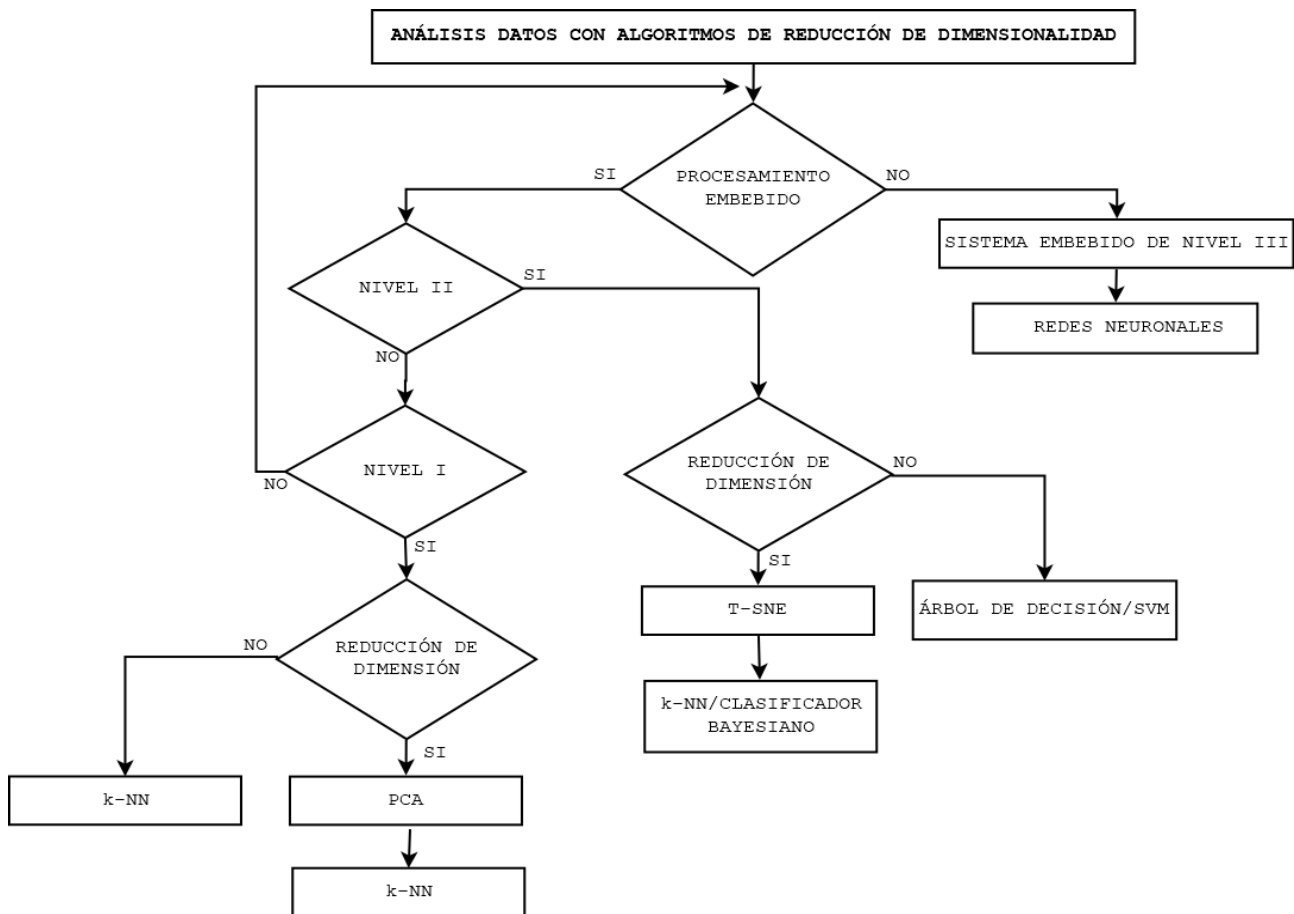 ANÁLISIS DATOS CON ALGORITMOS DE REDUCCIÓN DE DIMENSIONALIDAD
SI
PROCESAMIENTO
EMBEBIDO
NO
SISTEMA EMBEBIDO DE NIVEL III
NIVEL II
SI
REDES NEURONALES
NO
NIVEL I
NO
REDUCCIÓN DE
DIMENSIÓN
NO
SI
SI
T-SNE
ÁRBOL DE DECISIÓN/SVM
NO
REDUCCIÓN DE
DIMENSIÓN
k-NN/CLASIFICADOR
BAYESIANO
SI
k-NN
PCA
k-NN